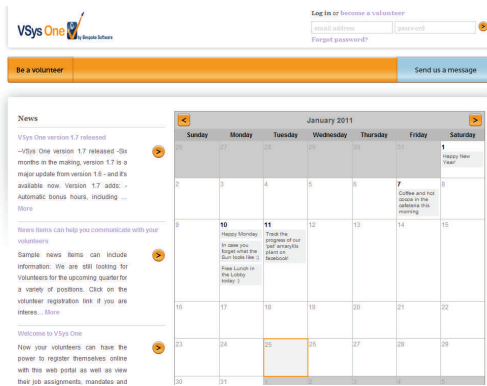 VSys One
by Bespoke Software
Log in or become a volunteer
email address
password
Forgot password?
Be a volunteer
Send us a message
News
VSys One version 1.7 released
--VSys One version 1.7 released -Six
months in the making, version 1.7 is a
major update from version 1.6 - and it's
available now. Version 1.7 adds: -
Automatic bonus hours, including ...
More
News items can help you communicate with your
volunteers
Sample news items can include
information: We are still looking for
Volunteers for the upcoming quarter for
a variety of positions. Click on the
volunteer registration link if you are
interes... More
Welcome to VSys One
Now your volunteers can have the
power to register themselves online
with this web portal as well as view
their job assignments, mandates and
<
January 2011
>
Sunday Monday Tuesday Wednesday Thursday Friday Saturday
26 27 28 29 30 31 1
Happy New
Year!
2 3 4 5 6 7 8
Coffee and hot
cocoa in the
cafeteria this
morning
9 10 11 12 13 14 15
Happy Monday
In case you
forget what the
Sun looks like :)
Free Lunch in
the Lobby
today :)
Track the
progress of our
'pet' amaryllis
plant on
facebook!
16 17 18 19 20 21 22
23 24 25 26 27 28 29
30 31 1 2 3 4 5